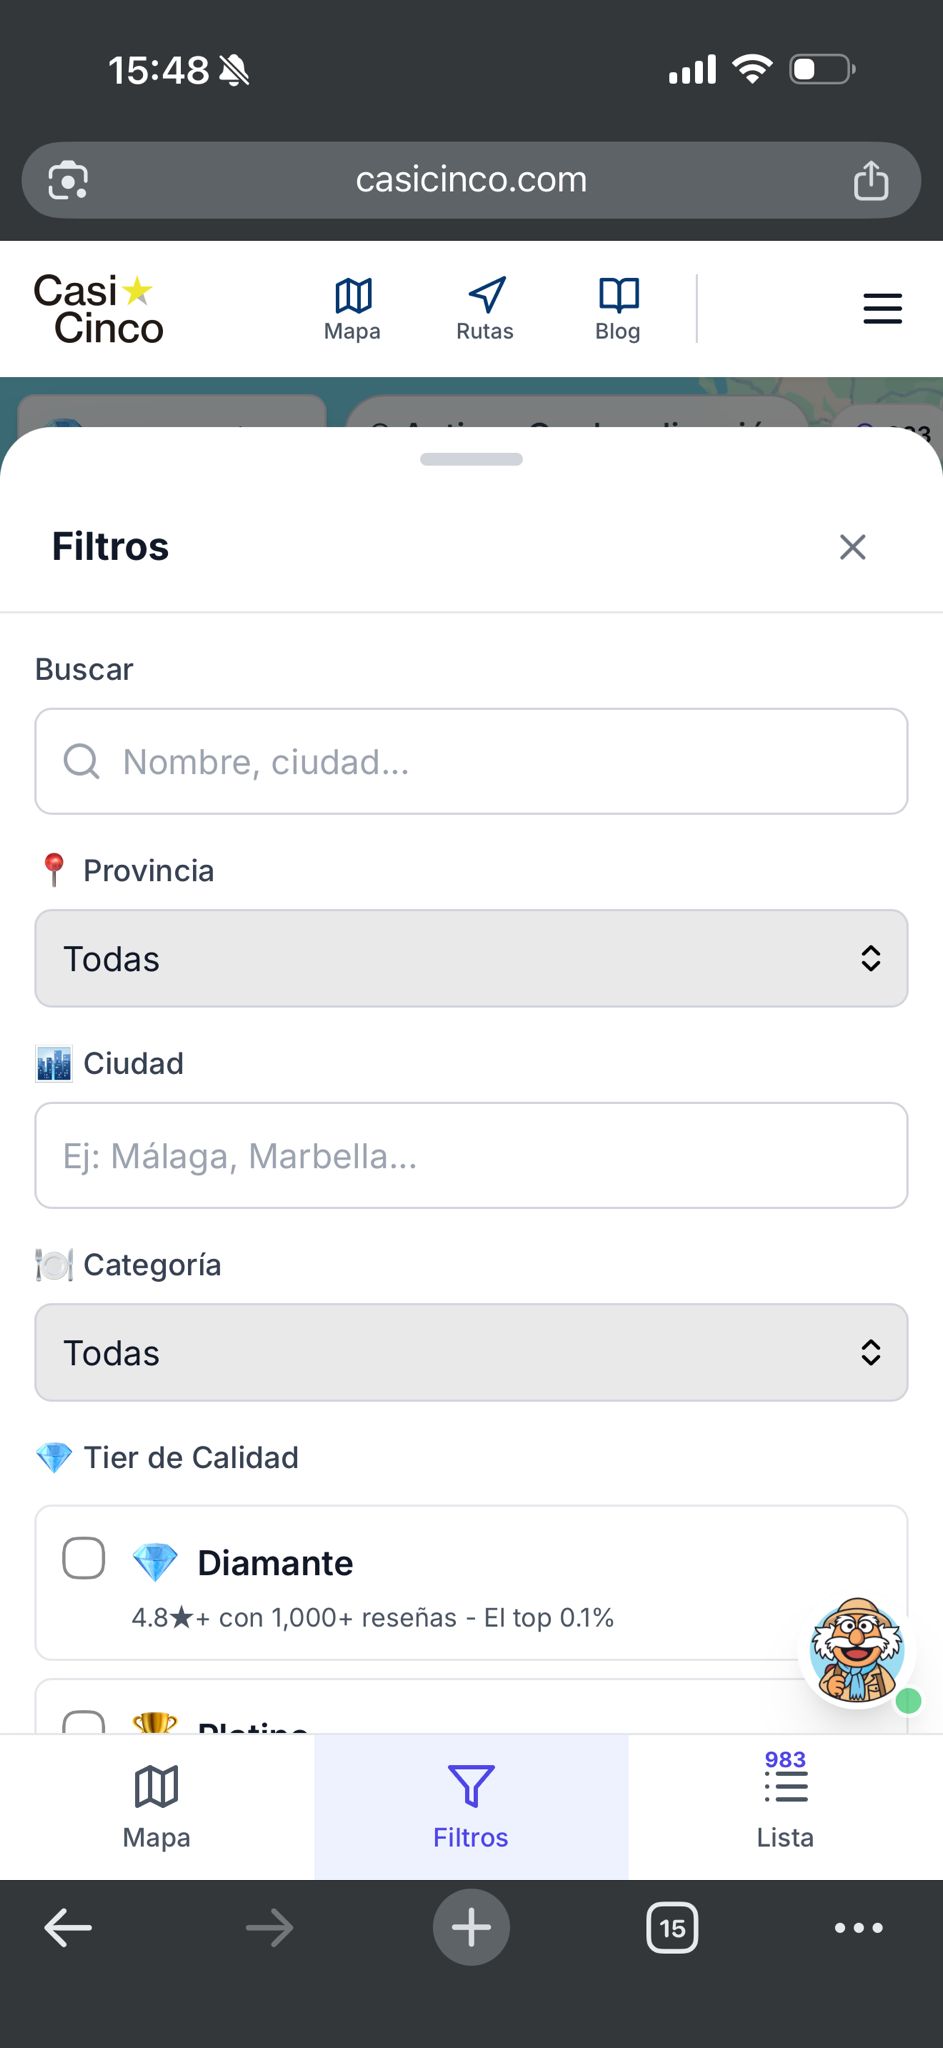 15:48
casicinco.com
Casi
Cinco
Mapa
Rutas
Blog
Filtros
Buscar
Nombre, ciudad...
Provincia
Todas
Ciudad
Ej: Málaga, Marbella...
Categoría
Todas
Tier de Calidad
Diamante
4.8★+ con 1,000+ reseñas - El top 0.1%
Platino
983
Mapa
Filtros
Lista
15